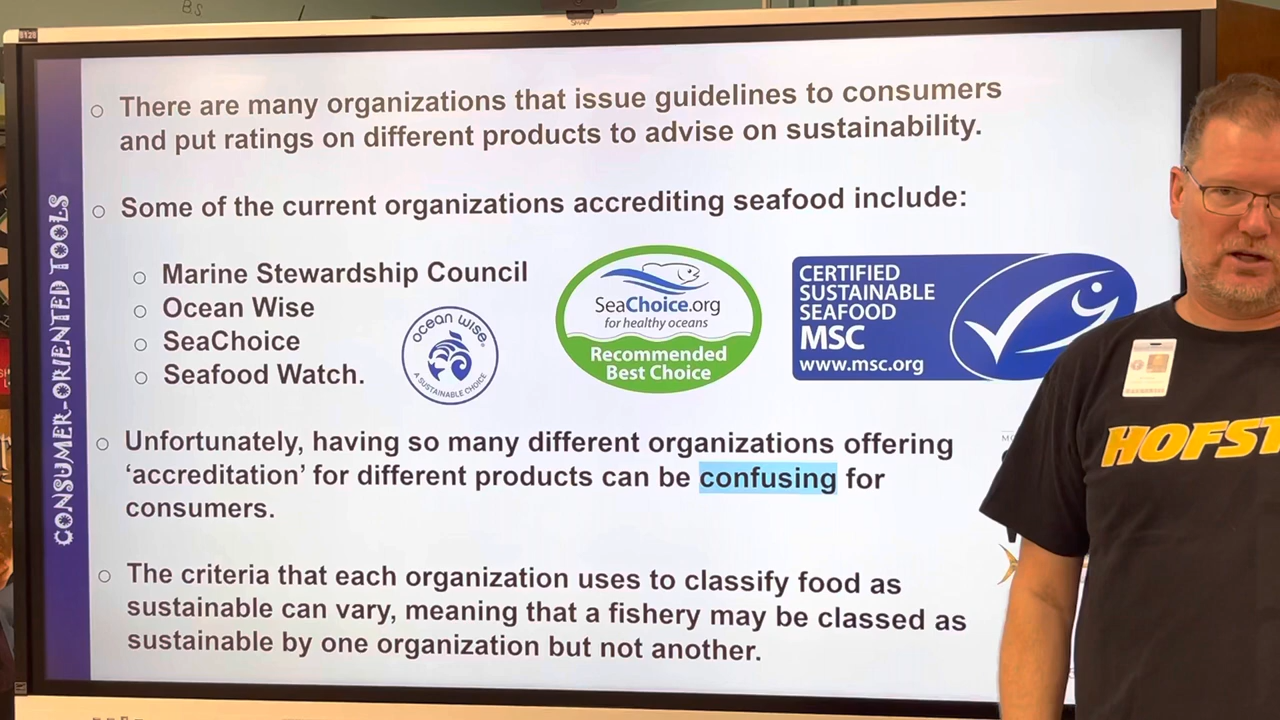 BS
SMART
CONSUMER-ORIENTED TOOLS
There are many organizations that issue guidelines to consumers
and put ratings on different products to advise on sustainability.
Some of the current organizations accrediting seafood include:
Marine Stewardship Council
Ocean Wise
SeaChoice
Seafood Watch.
ocean wise
A SUSTAINABLE CHOICE
SeaChoice.org
for healthy oceans
Recommended
Best Choice
CERTIFIED
SUSTAINABLE
SEAFOOD
MSC
www.msc.org
HOFST
Unfortunately, having so many different organizations offering
‘accreditation’ for different products can be confusing for
consumers.
The criteria that each organization uses to classify food as
sustainable can vary, meaning that a fishery may be classed as
sustainable by one organization but not another.